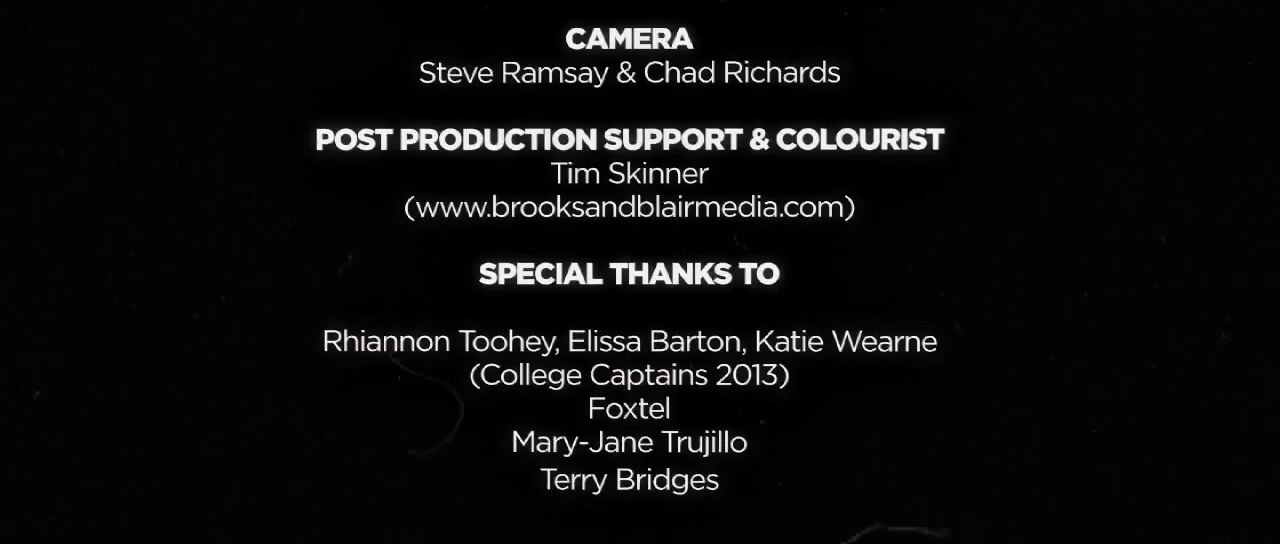 CAMERA
Steve Ramsay & Chad Richards
POST PRODUCTION SUPPORT & COLOURIST
Tim Skinner
(www.brooksandblairmedia.com)
SPECIAL THANKS TO
Rhiannon Toohey, Elissa Barton, Katie Wearne
(College Captains 2013)
Foxtel
Mary-Jane Trujillo
Terry Bridges